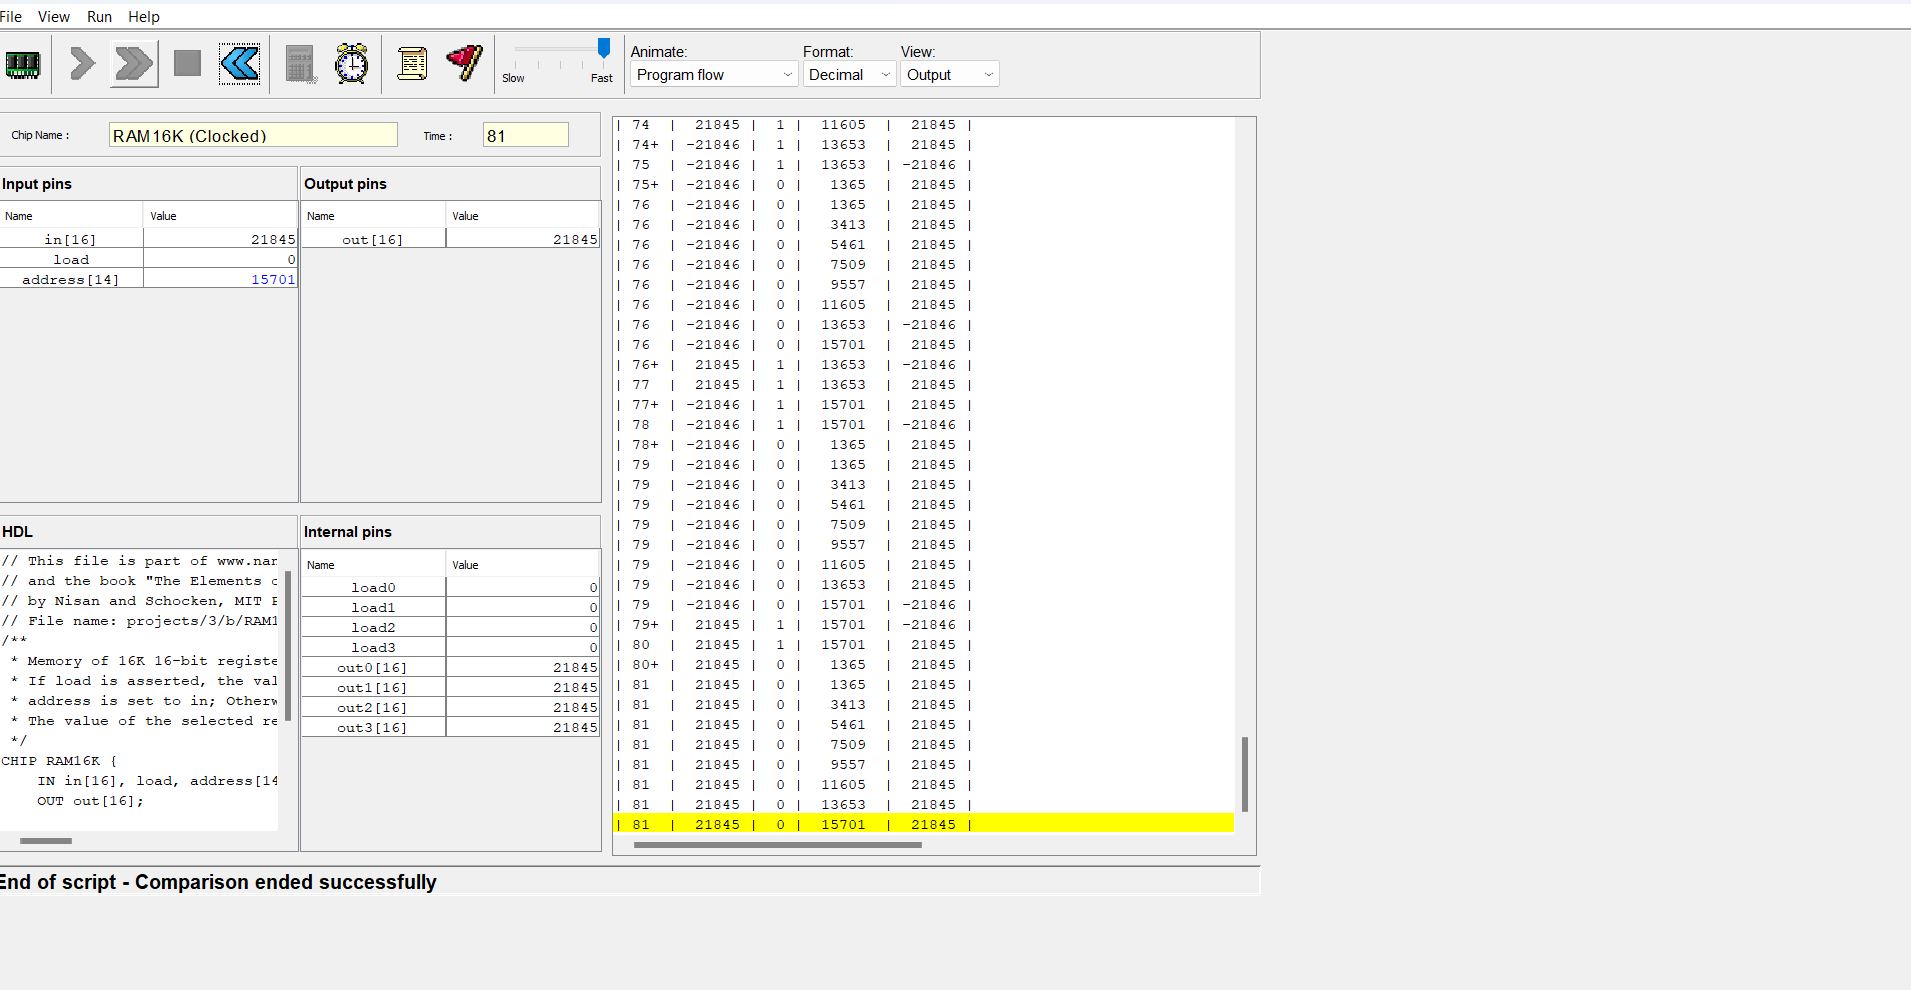 File View Run Help
Slow Fast
Animate: Format: View:
Program flow Decimal Output
Chip Name : RAM16K (Clocked) Time : 81
Input pins
Name Value
in[16] 21845
load 0
address[14] 15701
Output pins
Name Value
out[16] 21845
HDL
// This file is part of www.nan
// and the book "The Elements o
// by Nisan and Schocken, MIT P
// File name: projects/3/b/RAM1
/**
* Memory of 16K 16-bit registe
* If load is asserted, the val
* address is set to in; Otherw
* The value of the selected re
*/
CHIP RAM16K {
IN in[16], load, address[14
OUT out[16];
Internal pins
Name Value
load0 0
load1 0
load2 0
load3 0
out0[16] 21845
out1[16] 21845
out2[16] 21845
out3[16] 21845
| 74 | 21845 | 1 | 11605 | 21845 |
| 74+ | -21846 | 1 | 13653 | 21845 |
| 75 | -21846 | 1 | 13653 | -21846 |
| 75+ | -21846 | 0 | 1365 | 21845 |
| 76 | -21846 | 0 | 1365 | 21845 |
| 76 | -21846 | 0 | 3413 | 21845 |
| 76 | -21846 | 0 | 5461 | 21845 |
| 76 | -21846 | 0 | 7509 | 21845 |
| 76 | -21846 | 0 | 9557 | 21845 |
| 76 | -21846 | 0 | 11605 | 21845 |
| 76 | -21846 | 0 | 13653 | -21846 |
| 76 | -21846 | 0 | 15701 | 21845 |
| 76+ | 21845 | 1 | 13653 | -21846 |
| 77 | 21845 | 1 | 13653 | 21845 |
| 77+ | -21846 | 1 | 15701 | 21845 |
| 78 | -21846 | 1 | 15701 | -21846 |
| 78+ | -21846 | 0 | 1365 | 21845 |
| 79 | -21846 | 0 | 1365 | 21845 |
| 79 | -21846 | 0 | 3413 | 21845 |
| 79 | -21846 | 0 | 5461 | 21845 |
| 79 | -21846 | 0 | 7509 | 21845 |
| 79 | -21846 | 0 | 9557 | 21845 |
| 79 | -21846 | 0 | 11605 | 21845 |
| 79 | -21846 | 0 | 13653 | 21845 |
| 79 | -21846 | 0 | 15701 | -21846 |
| 79+ | 21845 | 1 | 15701 | -21846 |
| 80 | 21845 | 1 | 15701 | 21845 |
| 80+ | 21845 | 0 | 1365 | 21845 |
| 81 | 21845 | 0 | 1365 | 21845 |
| 81 | 21845 | 0 | 3413 | 21845 |
| 81 | 21845 | 0 | 5461 | 21845 |
| 81 | 21845 | 0 | 7509 | 21845 |
| 81 | 21845 | 0 | 9557 | 21845 |
| 81 | 21845 | 0 | 11605 | 21845 |
| 81 | 21845 | 0 | 13653 | 21845 |
| 81 | 21845 | 0 | 15701 | 21845 |
End of script - Comparison ended successfully